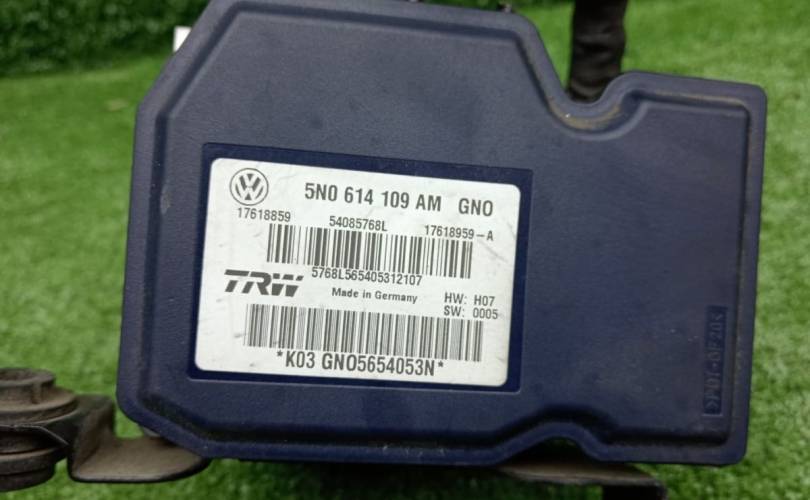 5N0 614 109 AM GNO
17618859 54085768L 17618959-A
5768L565405312107
TRW Made in Germany HW: H07
SW: 0005
*K03 GNO5654053N*